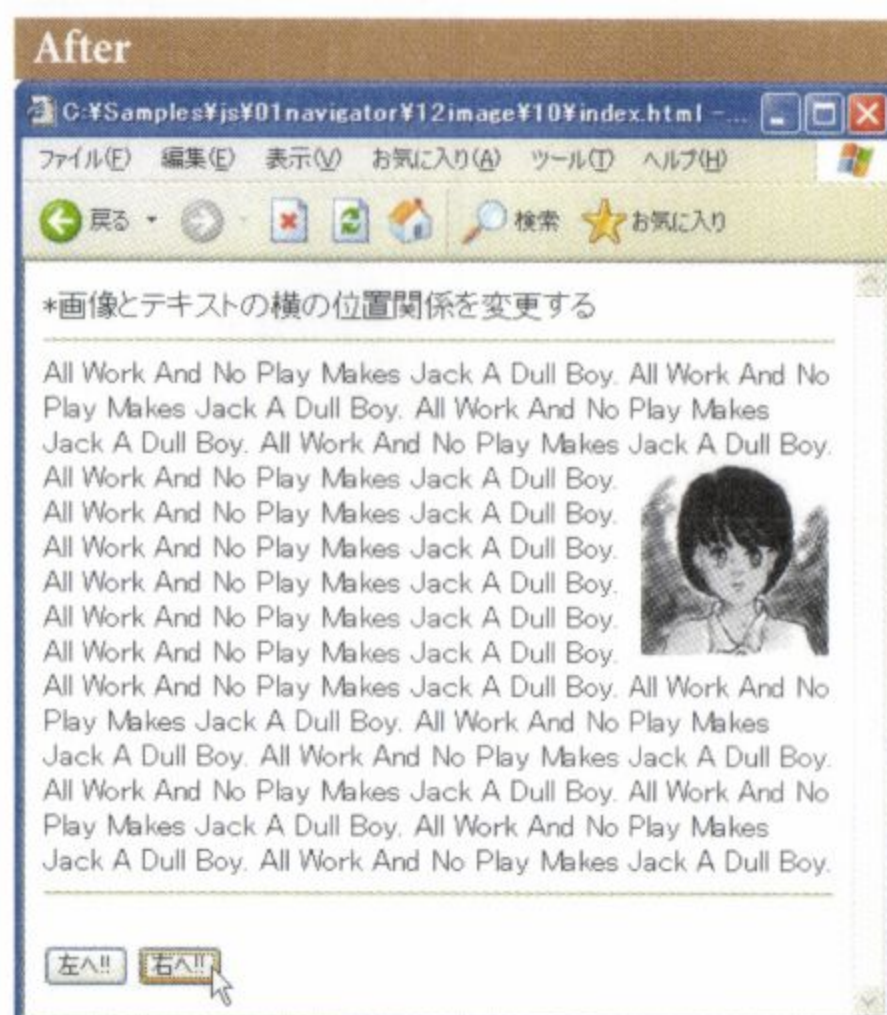 After
C:¥Samples¥js¥01navigator¥12image¥10¥index.html -...
ファイル(F) 編集(E) 表示(V) お気に入り(A) ツール(T) ヘルプ(H)
戻る 検索 お気に入り
*画像とテキストの横の位置関係を変更する
All Work And No Play Makes Jack A Dull Boy. All Work And No
Play Makes Jack A Dull Boy. All Work And No Play Makes
Jack A Dull Boy. All Work And No Play Makes Jack A Dull Boy.
All Work And No Play Makes Jack A Dull Boy.
All Work And No Play Makes Jack A Dull Boy.
All Work And No Play Makes Jack A Dull Boy.
All Work And No Play Makes Jack A Dull Boy.
All Work And No Play Makes Jack A Dull Boy.
All Work And No Play Makes Jack A Dull Boy.
All Work And No Play Makes Jack A Dull Boy. All Work And No
Play Makes Jack A Dull Boy. All Work And No Play Makes
Jack A Dull Boy. All Work And No Play Makes Jack A Dull Boy.
All Work And No Play Makes Jack A Dull Boy. All Work And No
Play Makes Jack A Dull Boy. All Work And No Play Makes
Jack A Dull Boy. All Work And No Play Makes Jack A Dull Boy.
左へ!! 右へ!!